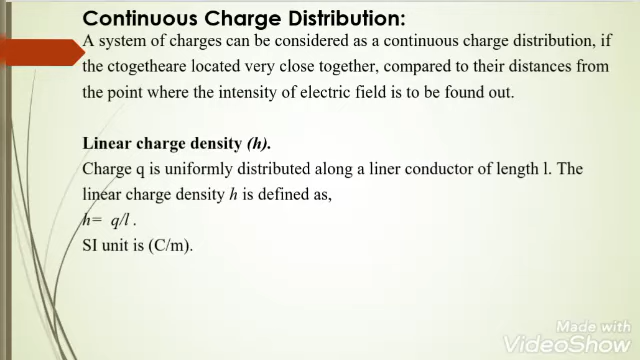 Continuous Charge Distribution:
A system of charges can be considered as a continuous charge distribution, if
the ctogetheare located very close together, compared to their distances from
the point where the intensity of electric field is to be found out.
Linear charge density (h).
Charge q is uniformly distributed along a liner conductor of length l. The
linear charge density h is defined as,
h= q/l .
SI unit is (C/m).
Made with
VideoShow